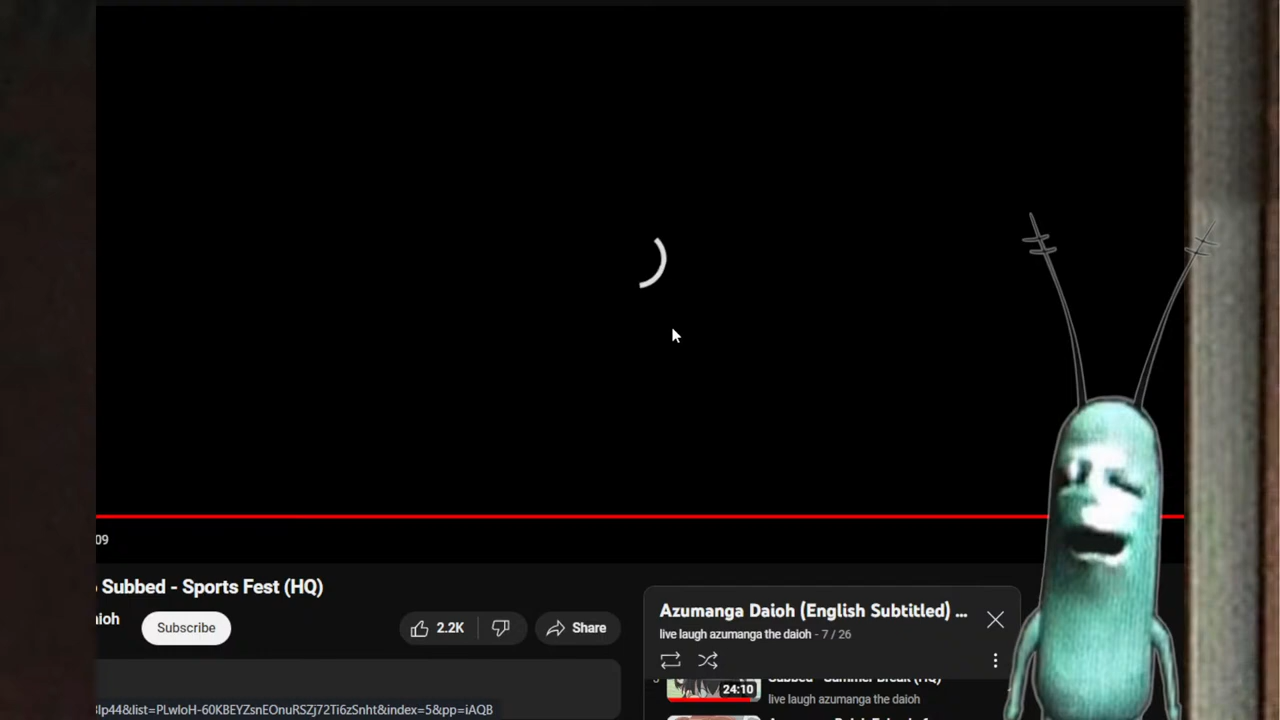 09
Subbed - Sports Fest (HQ)
aioh
Subscribe
2.2K
Share
Azumanga Daioh (English Subtitled) ...
live laugh azumanga the daioh - 7 / 26
24:10
Subbed - Summer Break (HQ)
live laugh azumanga the daioh
lp44&list=PLwloH-60KBEYZsnEOnuRSZj72Ti6zSnht&index=5&pp=iAQB